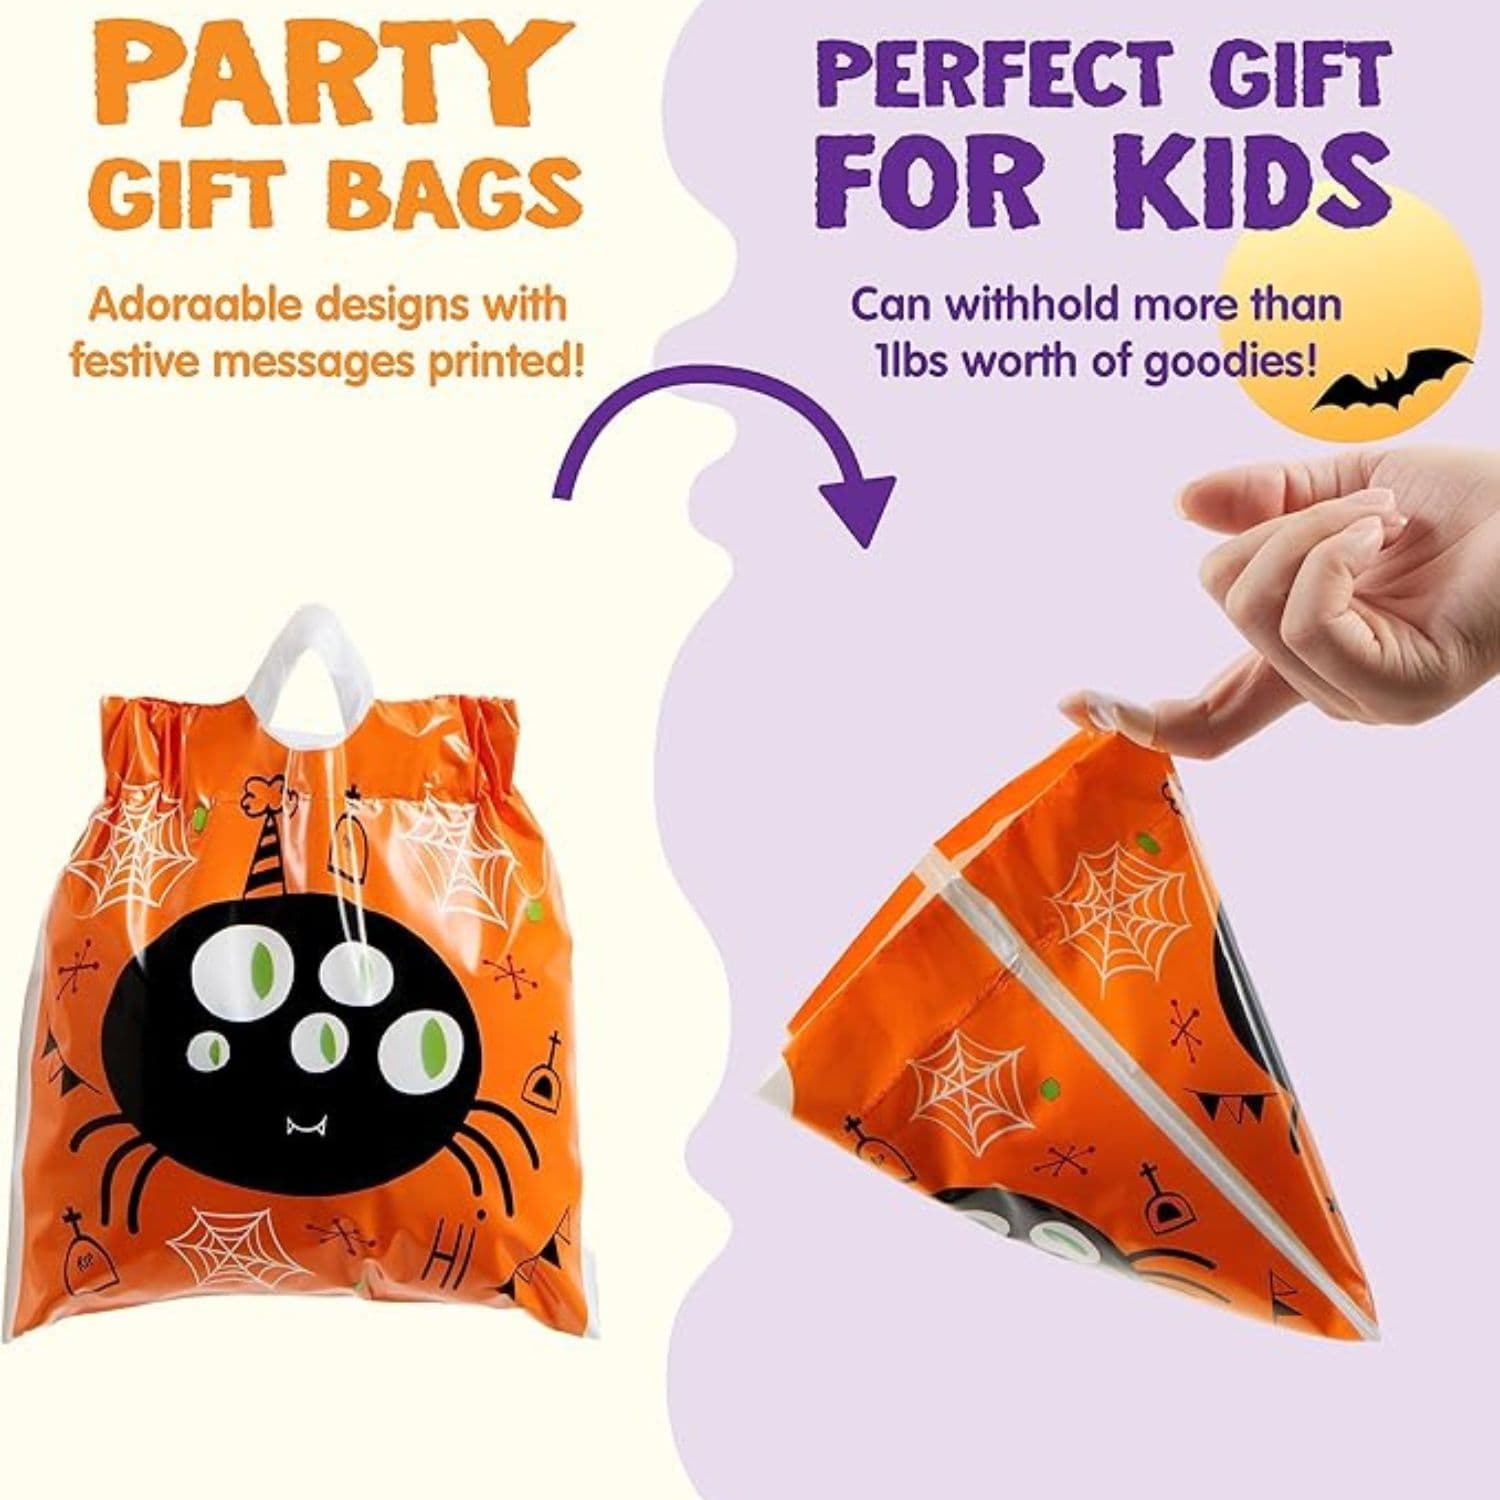 PARTY
GIFT BAGS
Adoraable designs with
festive messages printed!
PERFECT GIFT
FOR KIDS
Can withhold more than
1lbs worth of goodies!
Hi
RIP